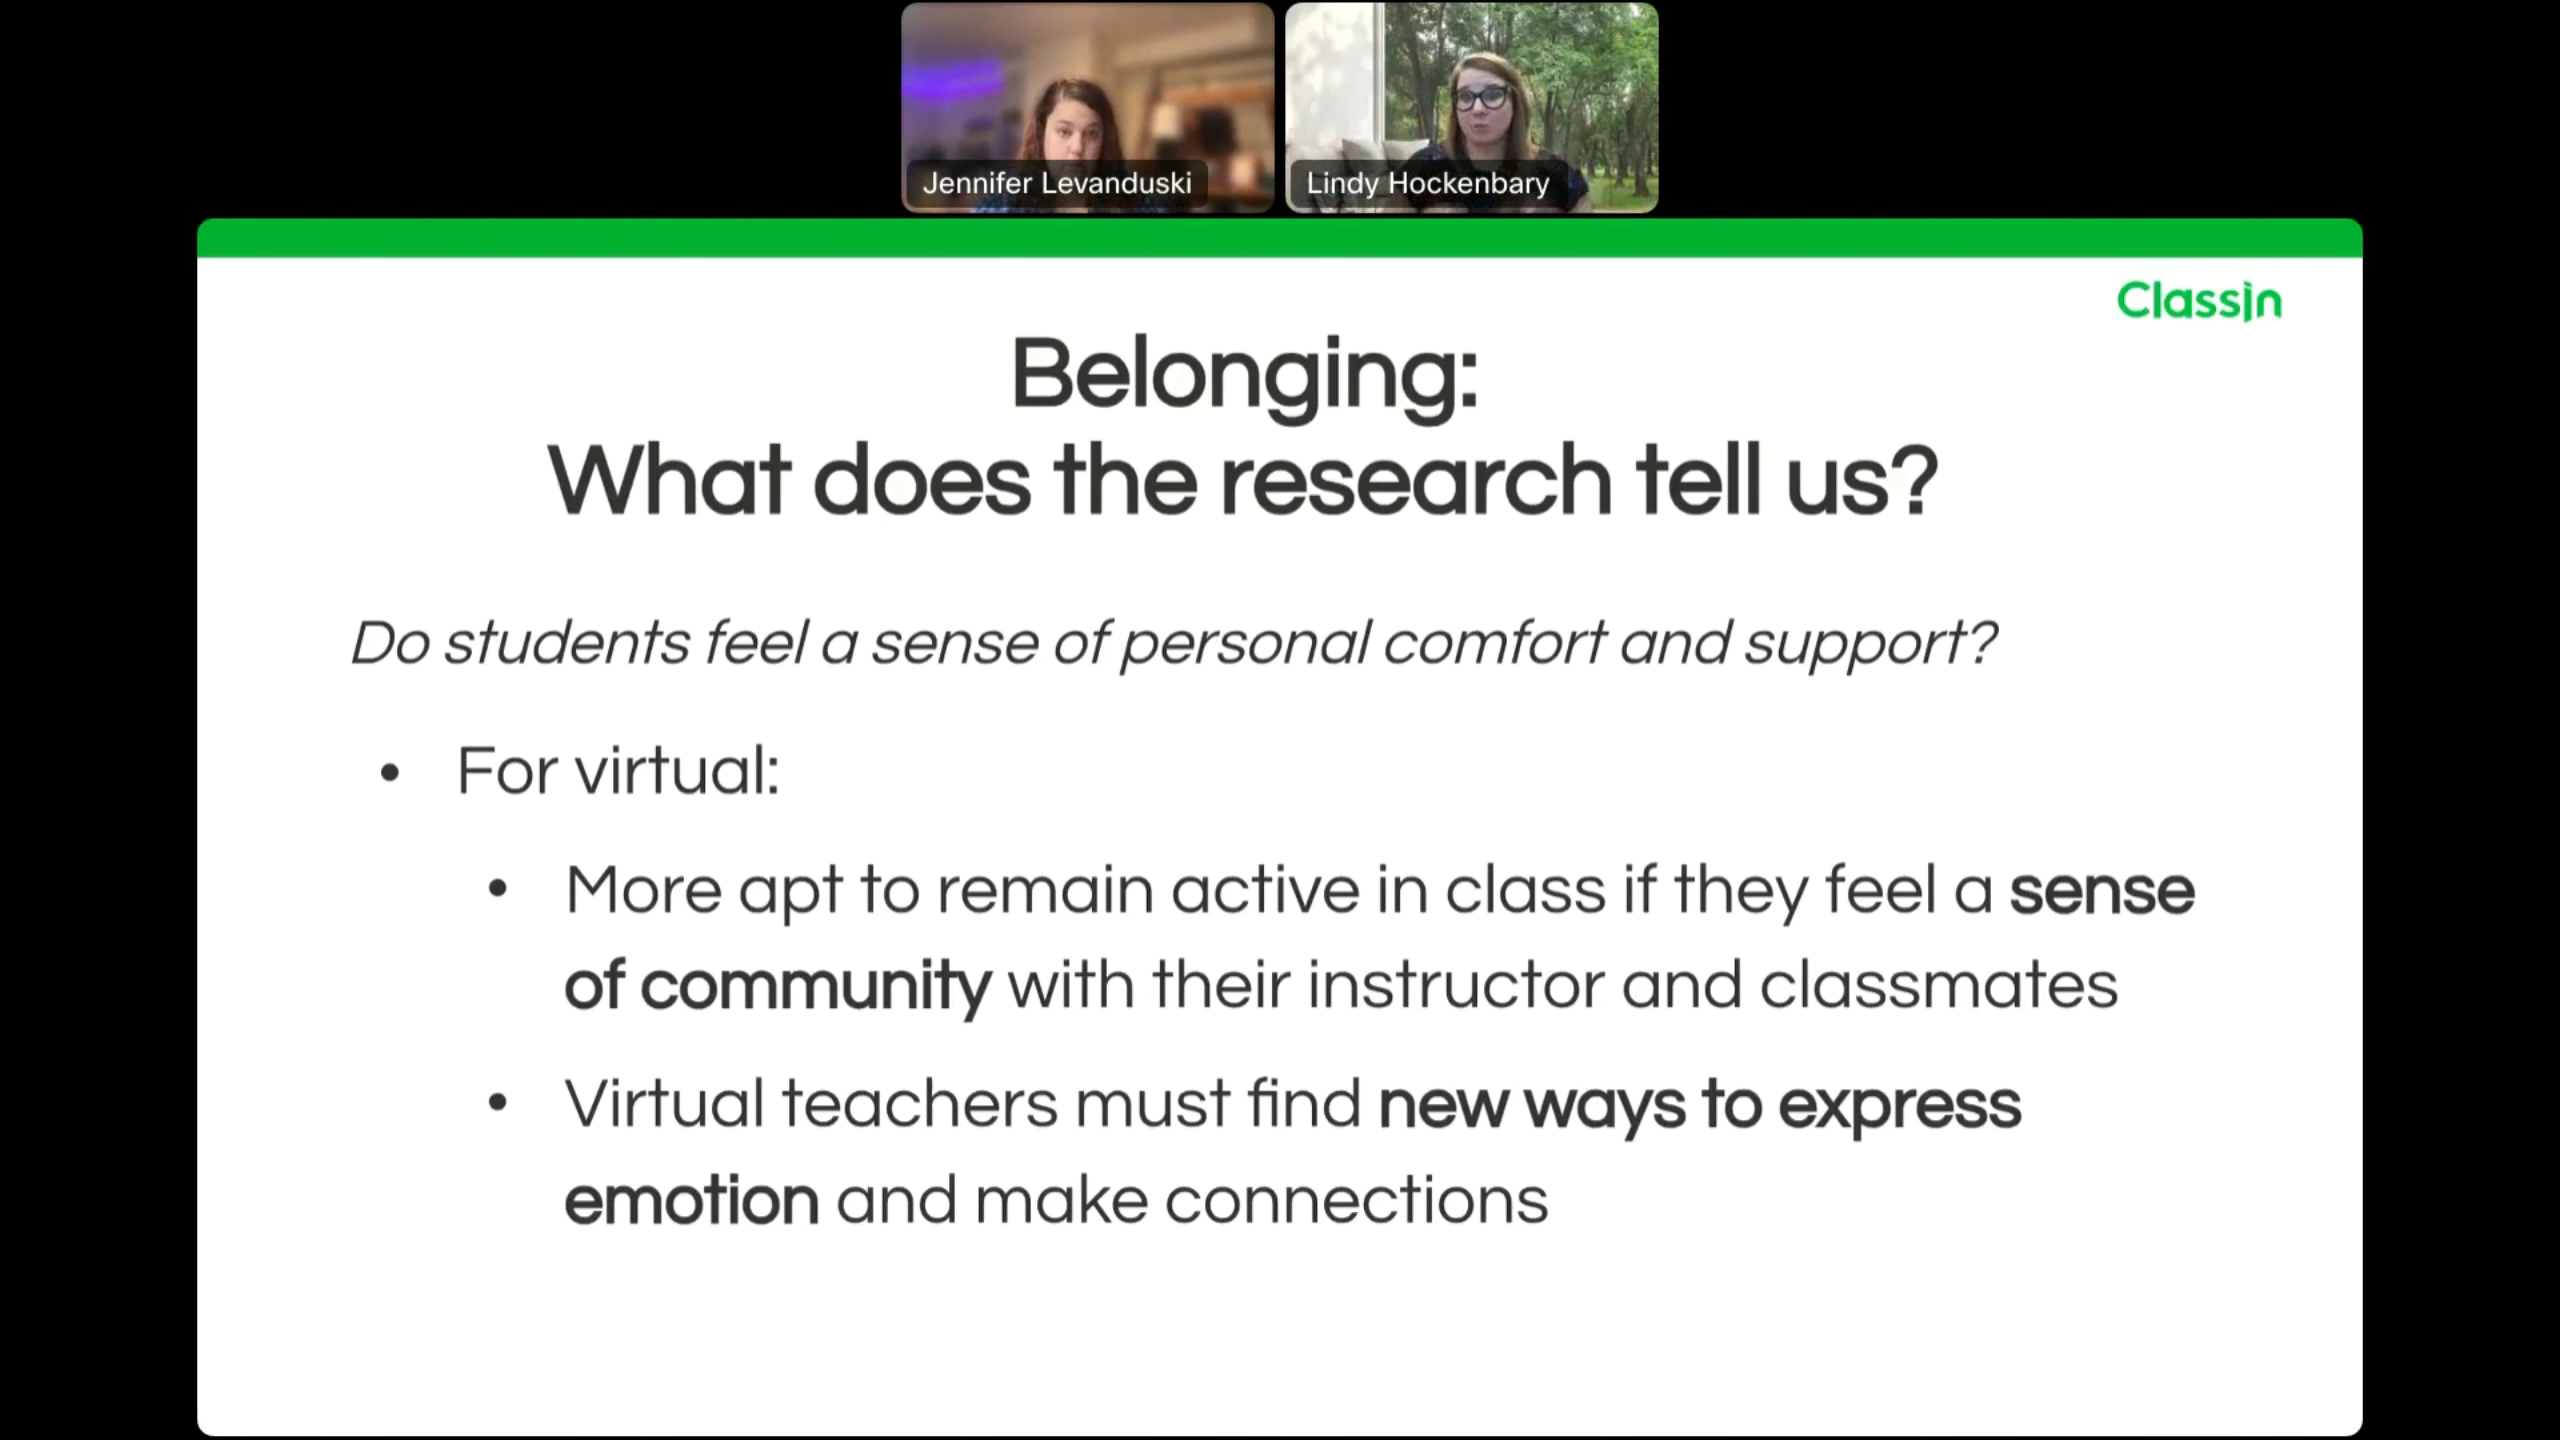 Jennifer Levanduski
Lindy Hockenbary
ClassIn
Belonging:
What does the research tell us?
Do students feel a sense of personal comfort and support?
• For virtual:
• More apt to remain active in class if they feel a sense
of community with their instructor and classmates
• Virtual teachers must find new ways to express
emotion and make connections